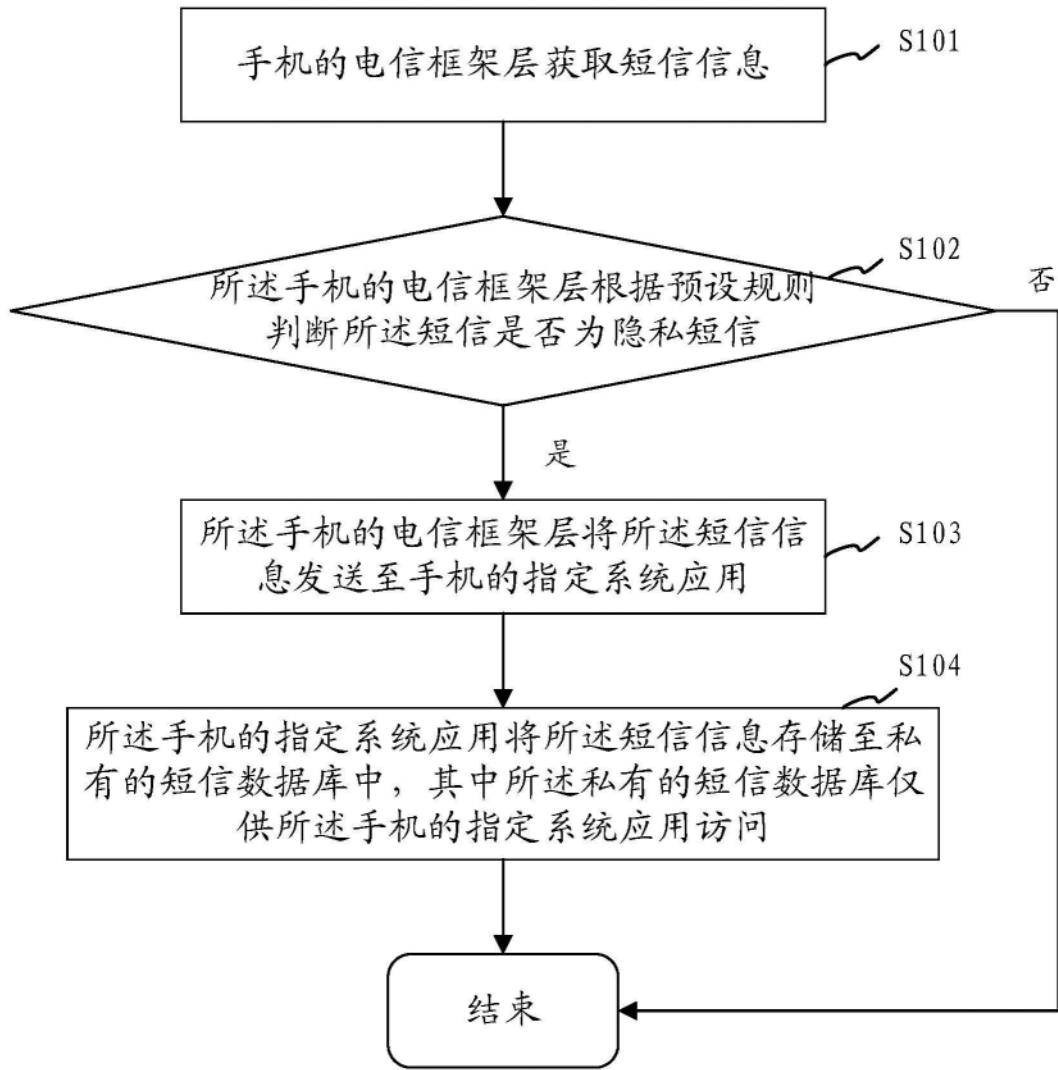 手机的电信框架层获取短信信息
S101
S102
所述手机的电信框架层根据预设规则
判断所述短信是否为隐私短信
否
是
所述手机的电信框架层将所述短信信
息发送至手机的指定系统应用
S103
S104
所述手机的指定系统应用将所述短信信息存储至私
有的短信数据库中，其中所述私有的短信数据库仅
供所述手机的指定系统应用访问
结束